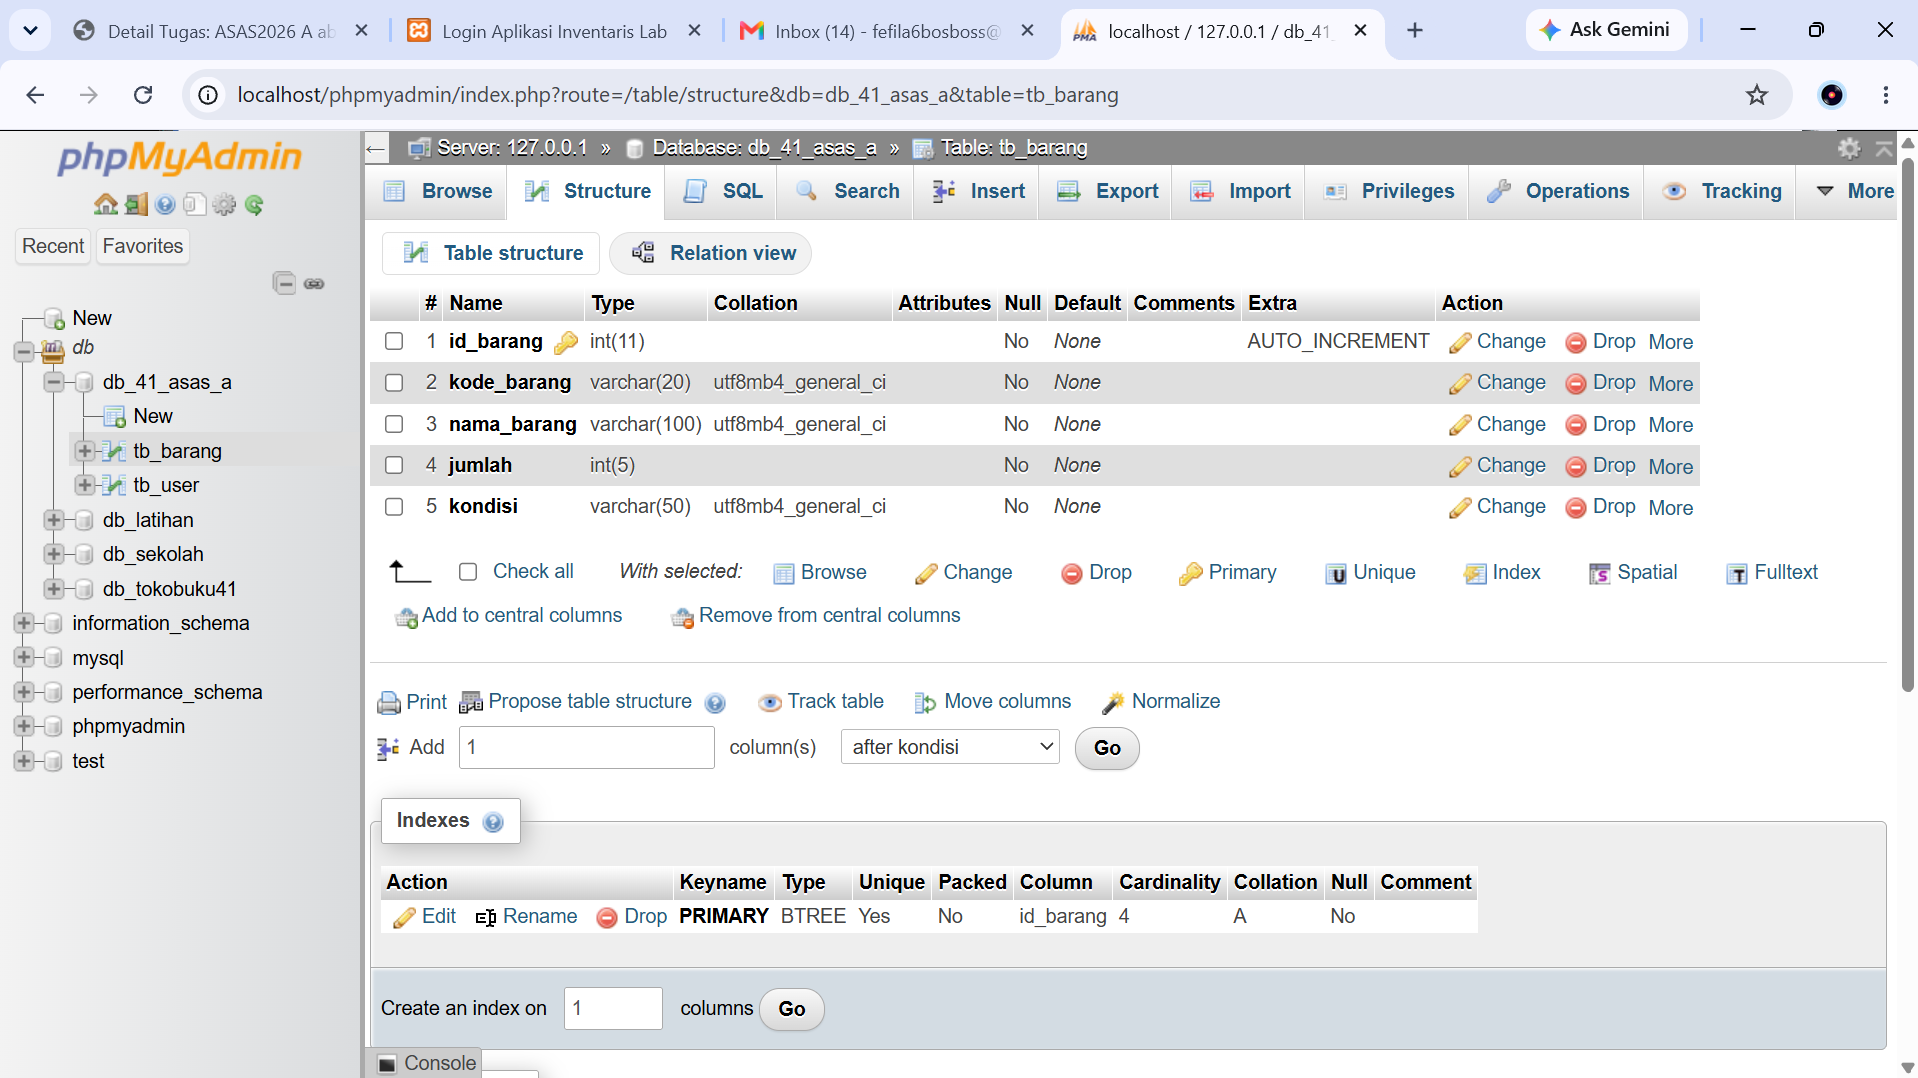 Detail Tugas: ASAS2026 A ab
Login Aplikasi Inventaris Lab
Inbox (14) - fefila6bosboss@
localhost / 127.0.0.1 / db_41_
Ask Gemini
localhost/phpmyadmin/index.php?route=/table/structure&db=db_41_asas_a&table=tb_barang
phpMyAdmin
Recent Favorites
New
db
db_41_asas_a
New
tb_barang
tb_user
db_latihan
db_sekolah
db_tokobuku41
information_schema
mysql
performance_schema
phpmyadmin
test
Server: 127.0.0.1 » Database: db_41_asas_a » Table: tb_barang
Browse Structure SQL Search Insert Export Import Privileges Operations Tracking More
Table structure Relation view
# Name Type Collation Attributes Null Default Comments Extra Action
1 id_barang int(11) No None AUTO_INCREMENT Change Drop More
2 kode_barang varchar(20) utf8mb4_general_ci No None Change Drop More
3 nama_barang varchar(100) utf8mb4_general_ci No None Change Drop More
4 jumlah int(5) No None Change Drop More
5 kondisi varchar(50) utf8mb4_general_ci No None Change Drop More
Check all With selected: Browse Change Drop Primary Unique Index Spatial Fulltext
Add to central columns Remove from central columns
Print Propose table structure Track table Move columns Normalize
Add 1 column(s) after kondisi Go
Indexes
Action Keyname Type Unique Packed Column Cardinality Collation Null Comment
Edit Rename Drop PRIMARY BTREE Yes No id_barang 4 A No
Create an index on 1 columns Go
Console